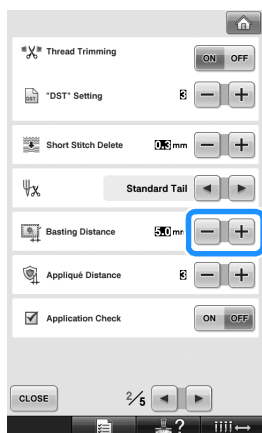 Thread Trimming ON OFF
DST "DST" Setting 3 — +
Short Stitch Delete 0.3 mm — +
Standard Tail
Basting Distance 5.0 mm — +
Appliqué Distance 3 — +
Application Check ON OFF
CLOSE 2/5
?